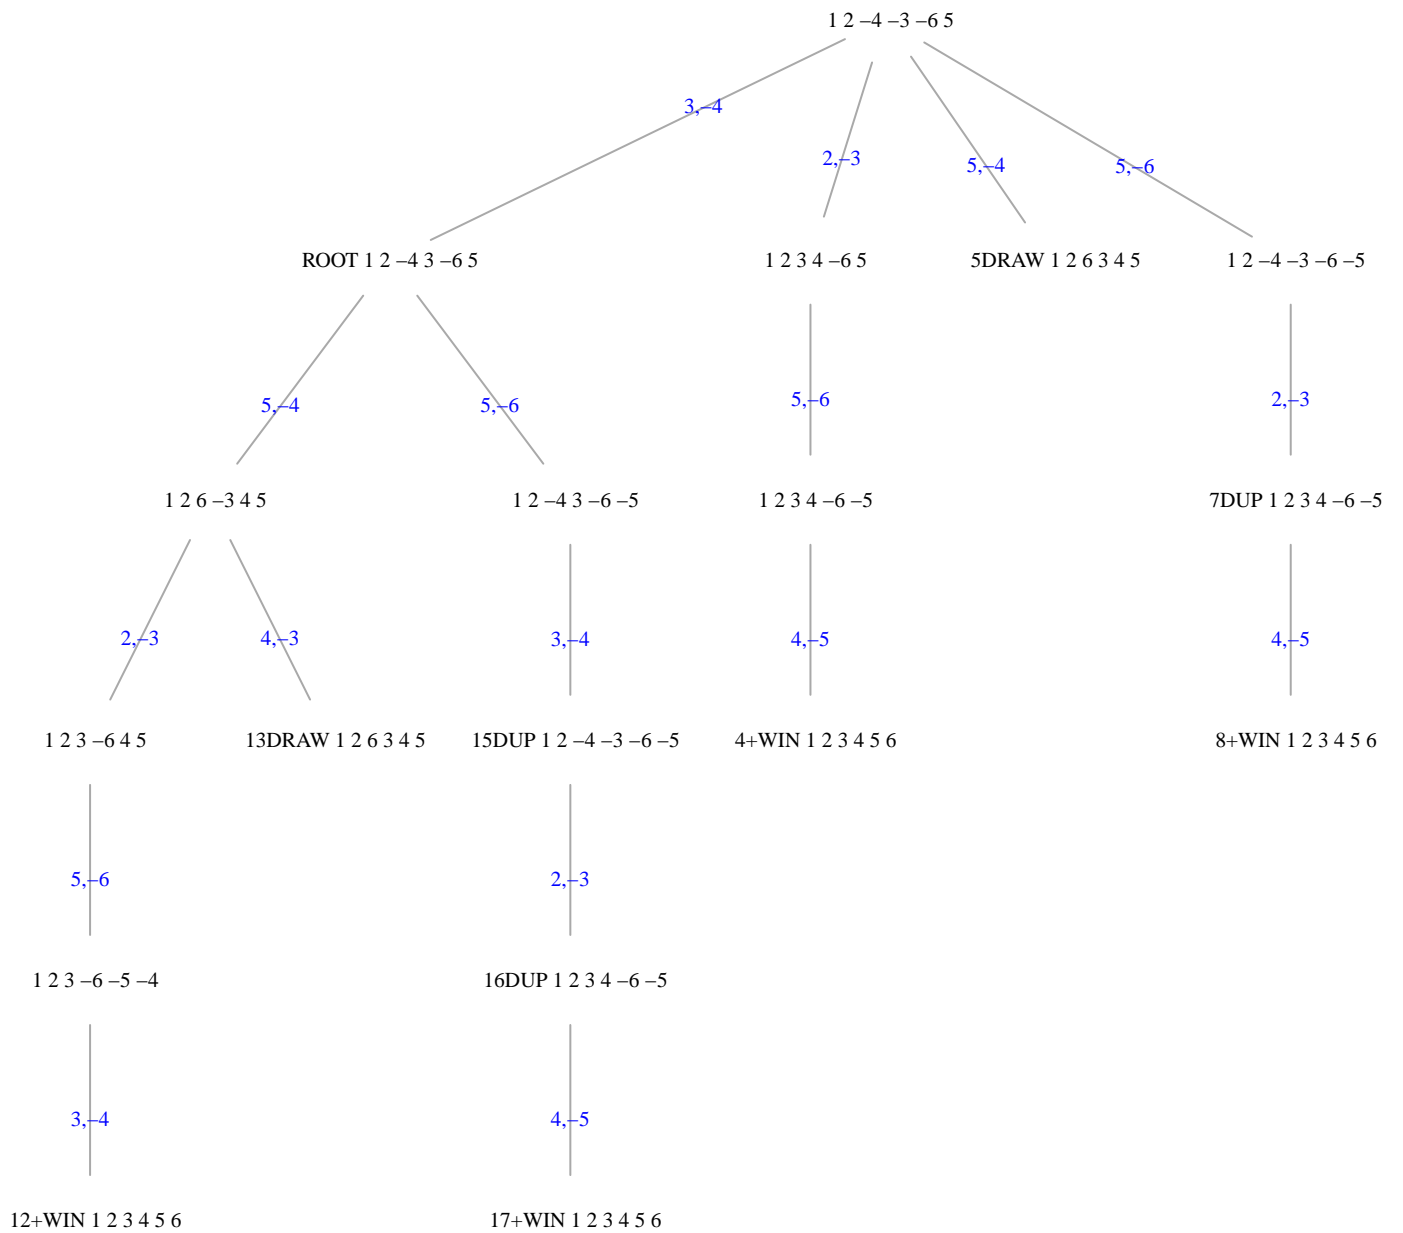 1 2 –4 –3 –6 5
3,–4
2,–3
5,–4
5,–6
ROOT 1 2 –4 3 –6 5
1 2 3 4 –6 5
5DRAW 1 2 6 3 4 5
1 2 –4 –3 –6 –5
5,–4
5,–6
5,–6
2,–3
1 2 6 –3 4 5
1 2 –4 3 –6 –5
1 2 3 4 –6 –5
7DUP 1 2 3 4 –6 –5
2,–3
4,–3
3,–4
4,–5
4,–5
1 2 3 –6 4 5
13DRAW 1 2 6 3 4 5
15DUP 1 2 –4 –3 –6 –5
4+WIN 1 2 3 4 5 6
8+WIN 1 2 3 4 5 6
5,–6
2,–3
1 2 3 –6 –5 –4
16DUP 1 2 3 4 –6 –5
3,–4
4,–5
12+WIN 1 2 3 4 5 6
17+WIN 1 2 3 4 5 6